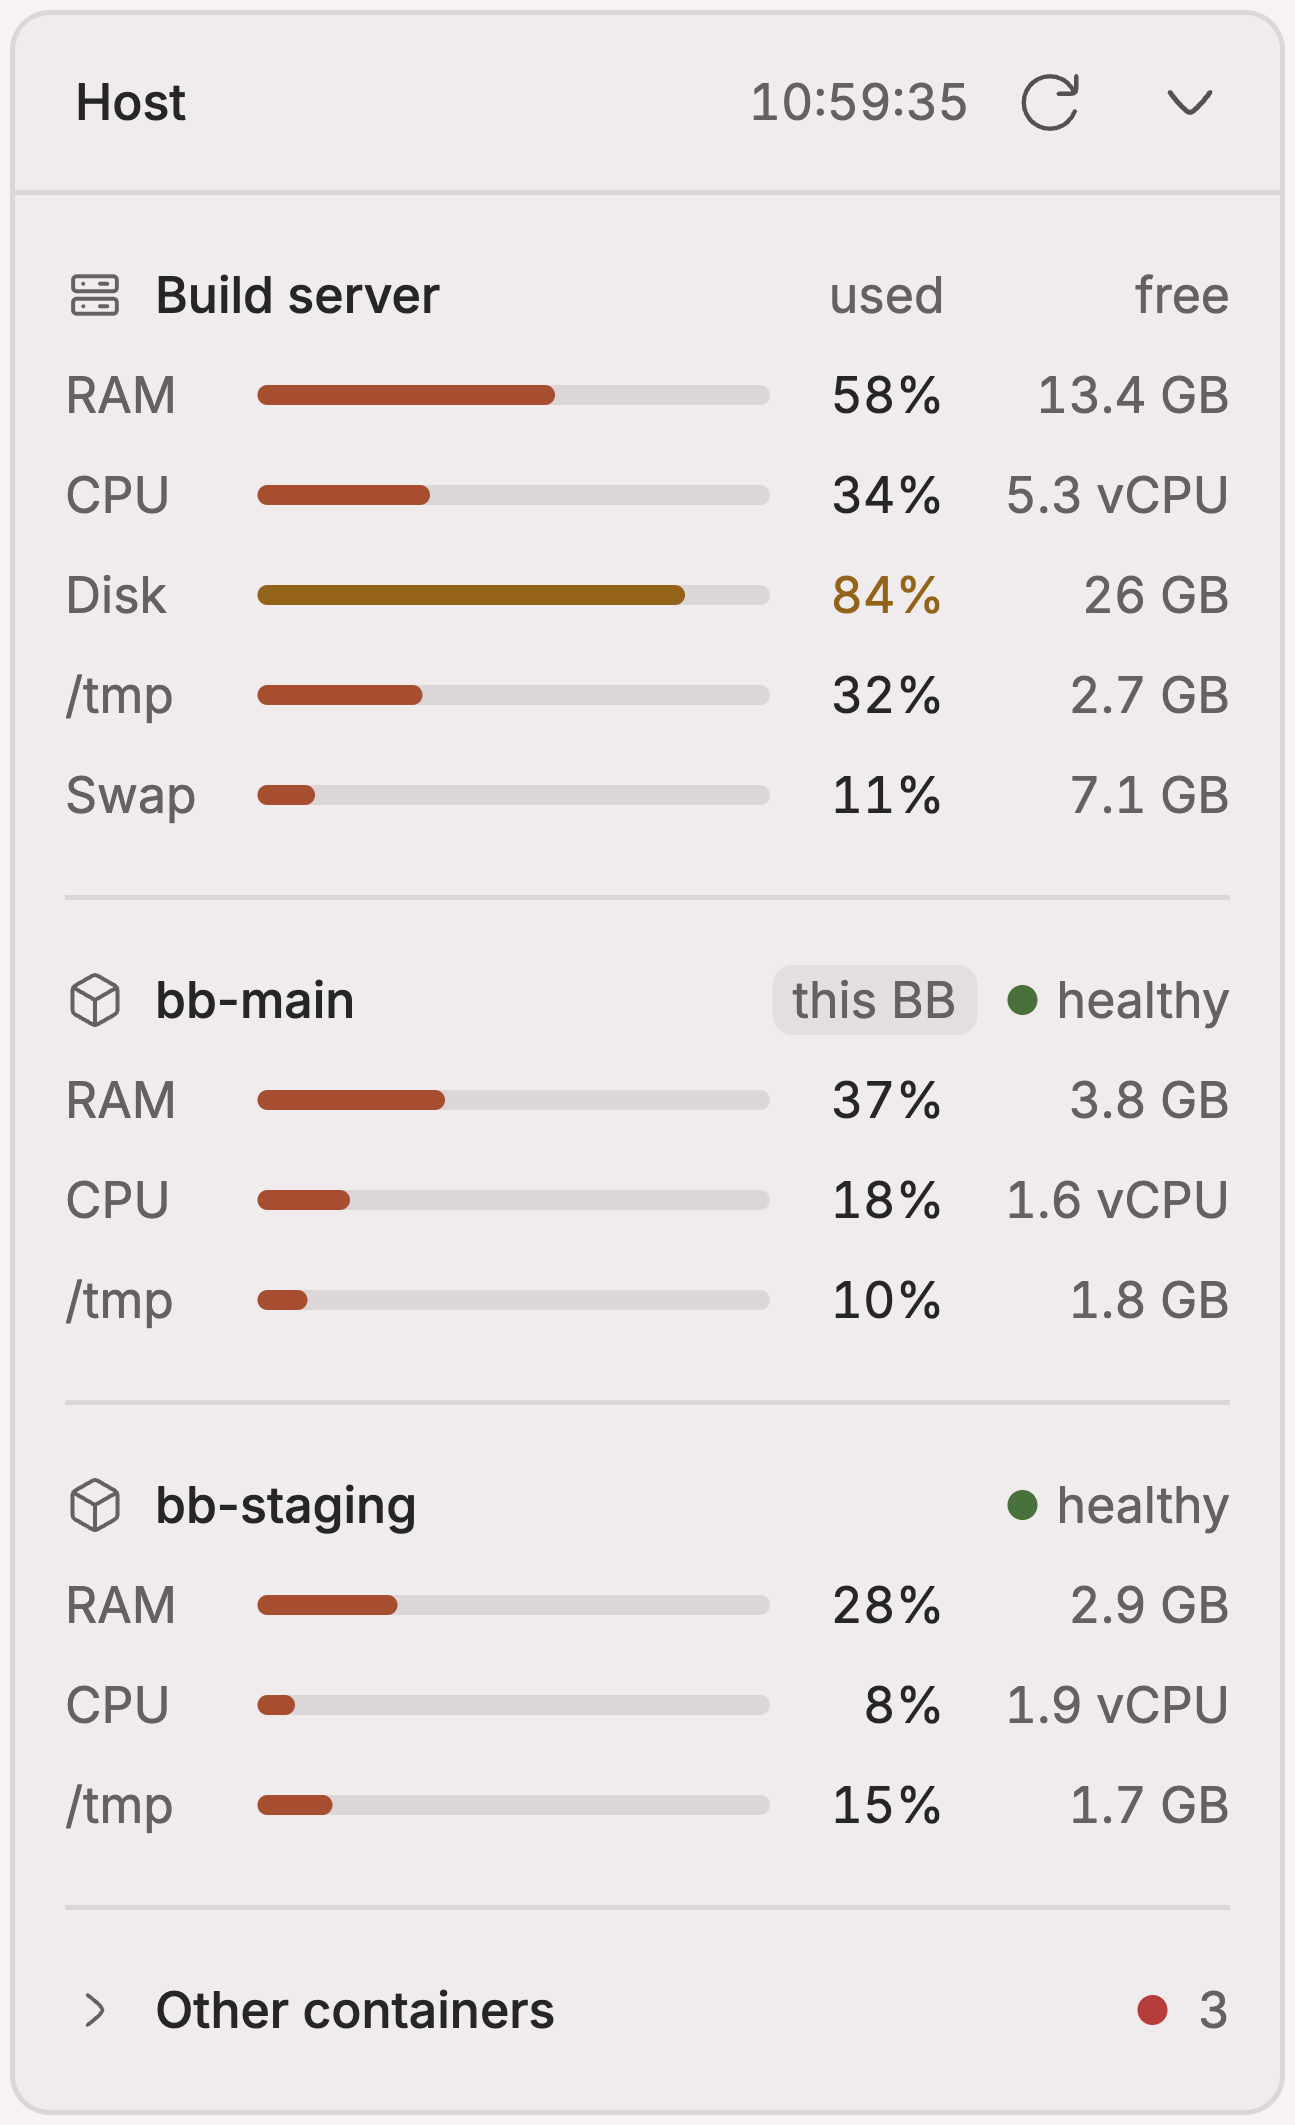 Host 10:59:35
Build server used free
RAM 58% 13.4 GB
CPU 34% 5.3 vCPU
Disk 84% 26 GB
/tmp 32% 2.7 GB
Swap 11% 7.1 GB
bb-main this BB healthy
RAM 37% 3.8 GB
CPU 18% 1.6 vCPU
/tmp 10% 1.8 GB
bb-staging healthy
RAM 28% 2.9 GB
CPU 8% 1.9 vCPU
/tmp 15% 1.7 GB
Other containers 3